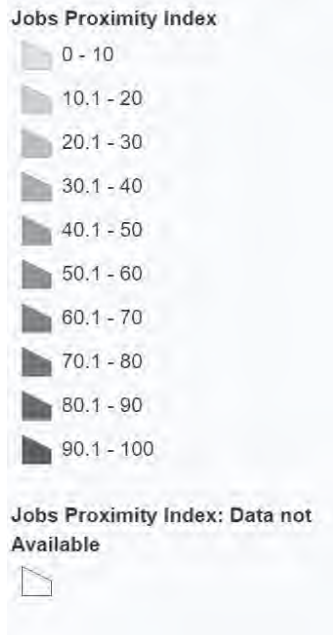 Jobs Proximity Index
0 - 10
10.1 - 20
20.1 - 30
30.1 - 40
40.1 - 50
50.1 - 60
60.1 - 70
70.1 - 80
80.1 - 90
90.1 - 100
Jobs Proximity Index: Data not
Available